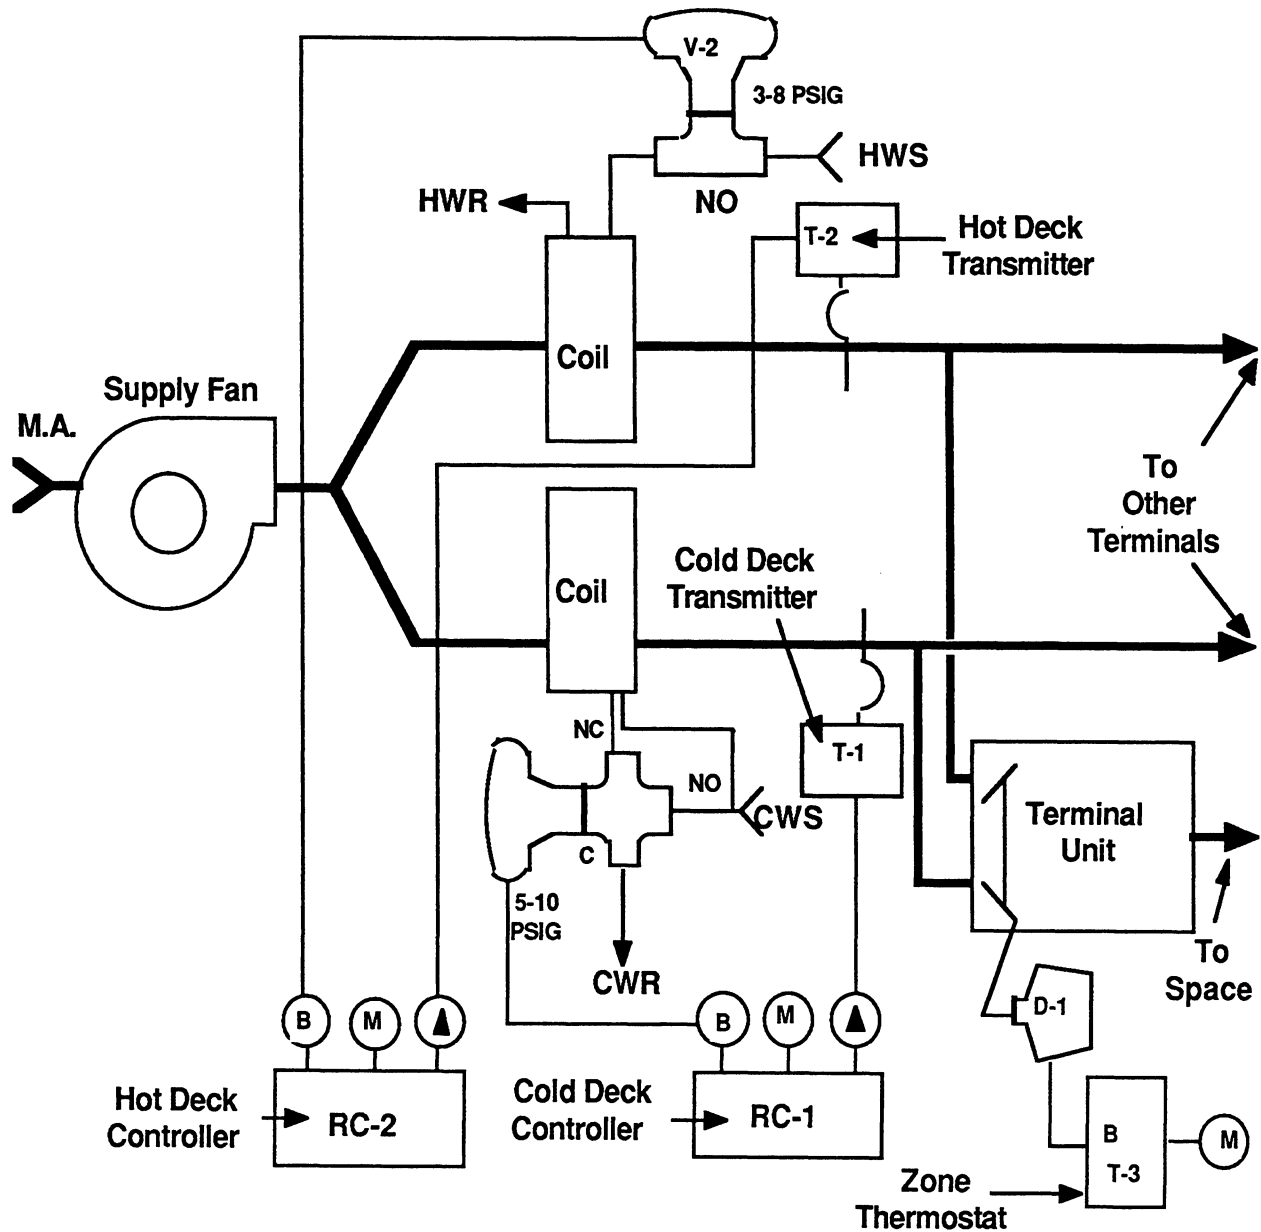 V-2
3-8 PSIG
HWS
NO
HWR
T-2
Hot Deck
Transmitter
Coil
Supply Fan
M.A.
To
Other
Terminals
Coil
Cold Deck
Transmitter
NC
T-1
NO
CWS
Terminal
Unit
C
5-10
PSIG
CWR
To
Space
D-1
B
M
B
M
Hot Deck
Controller
RC-2
Cold Deck
Controller
RC-1
B
M
T-3
Zone
Thermostat